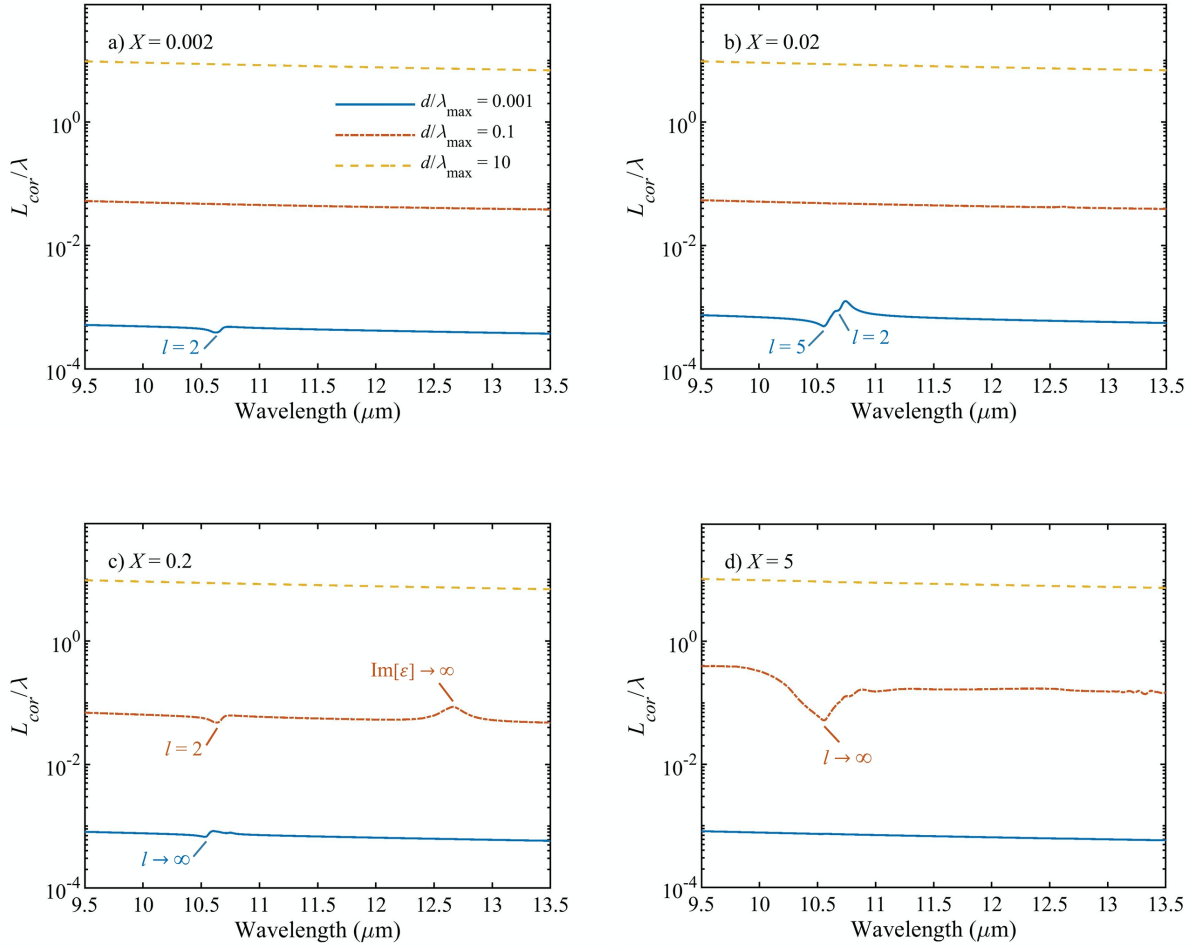 a) X = 0.002
d/λmax = 0.001
d/λmax = 0.1
d/λmax = 10
10^0
10^-2
10^-4
L_cor/λ
l = 2
9.5 10 10.5 11 11.5 12 12.5 13 13.5
Wavelength (μm)
b) X = 0.02
10^0
10^-2
10^-4
L_cor/λ
l = 5
l = 2
9.5 10 10.5 11 11.5 12 12.5 13 13.5
Wavelength (μm)
c) X = 0.2
10^0
10^-2
10^-4
L_cor/λ
Im[ε] → ∞
l = 2
l → ∞
9.5 10 10.5 11 11.5 12 12.5 13 13.5
Wavelength (μm)
d) X = 5
10^0
10^-2
10^-4
L_cor/λ
l → ∞
9.5 10 10.5 11 11.5 12 12.5 13 13.5
Wavelength (μm)